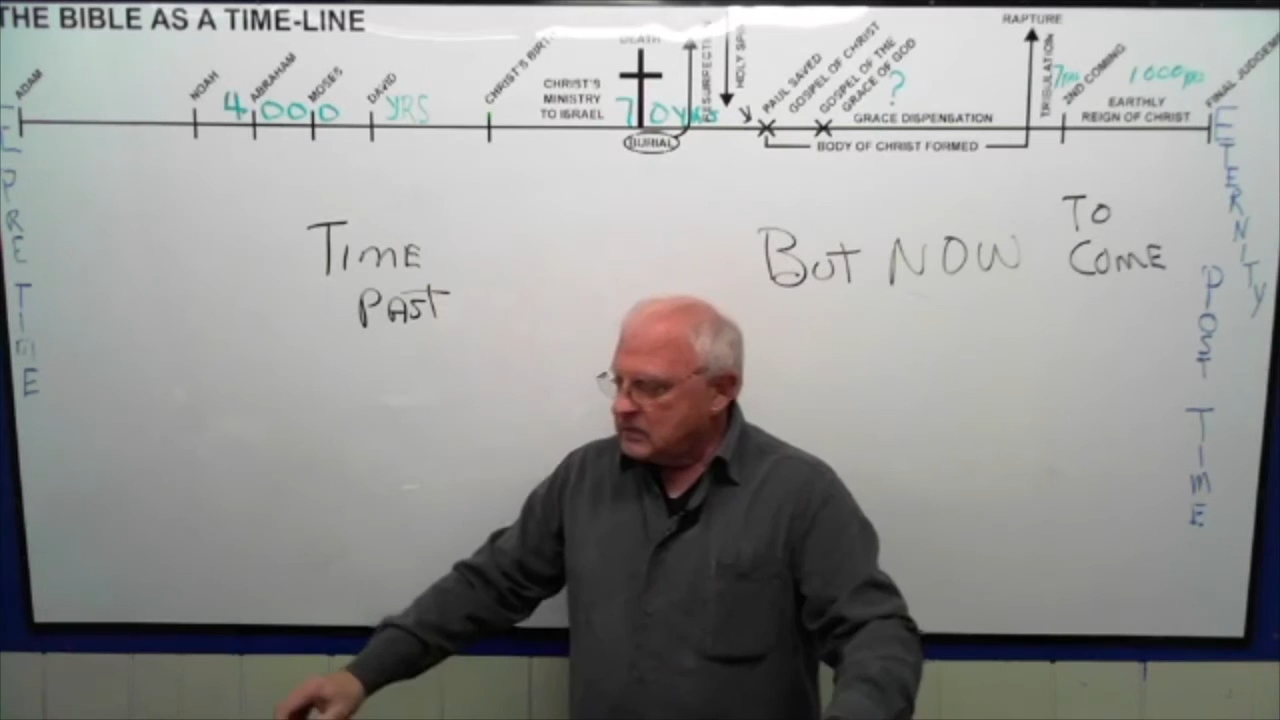 THE BIBLE AS A TIME-LINE
ADAM
NOAH
ABRAHAM
MOSES
DAVID
4000 YRS
CHRIST'S BIRTH
CHRIST'S
MINISTRY
TO ISRAEL
DEATH
70 yrs
BURIAL
RESURRECTION
HOLY SPIRIT
PAUL SAVED
GOSPEL OF CHRIST
GOSPEL OF THE
GRACE OF GOD
?
GRACE DISPENSATION
BODY OF CHRIST FORMED
RAPTURE
TRIBULATION
7 yrs
2ND COMING
1000 yrs
EARTHLY
REIGN OF CHRIST
FINAL JUDGEMENT
PRE TIME
TIME
PAST
BUT NOW
TO
COME
ETERNITY
POST TIME